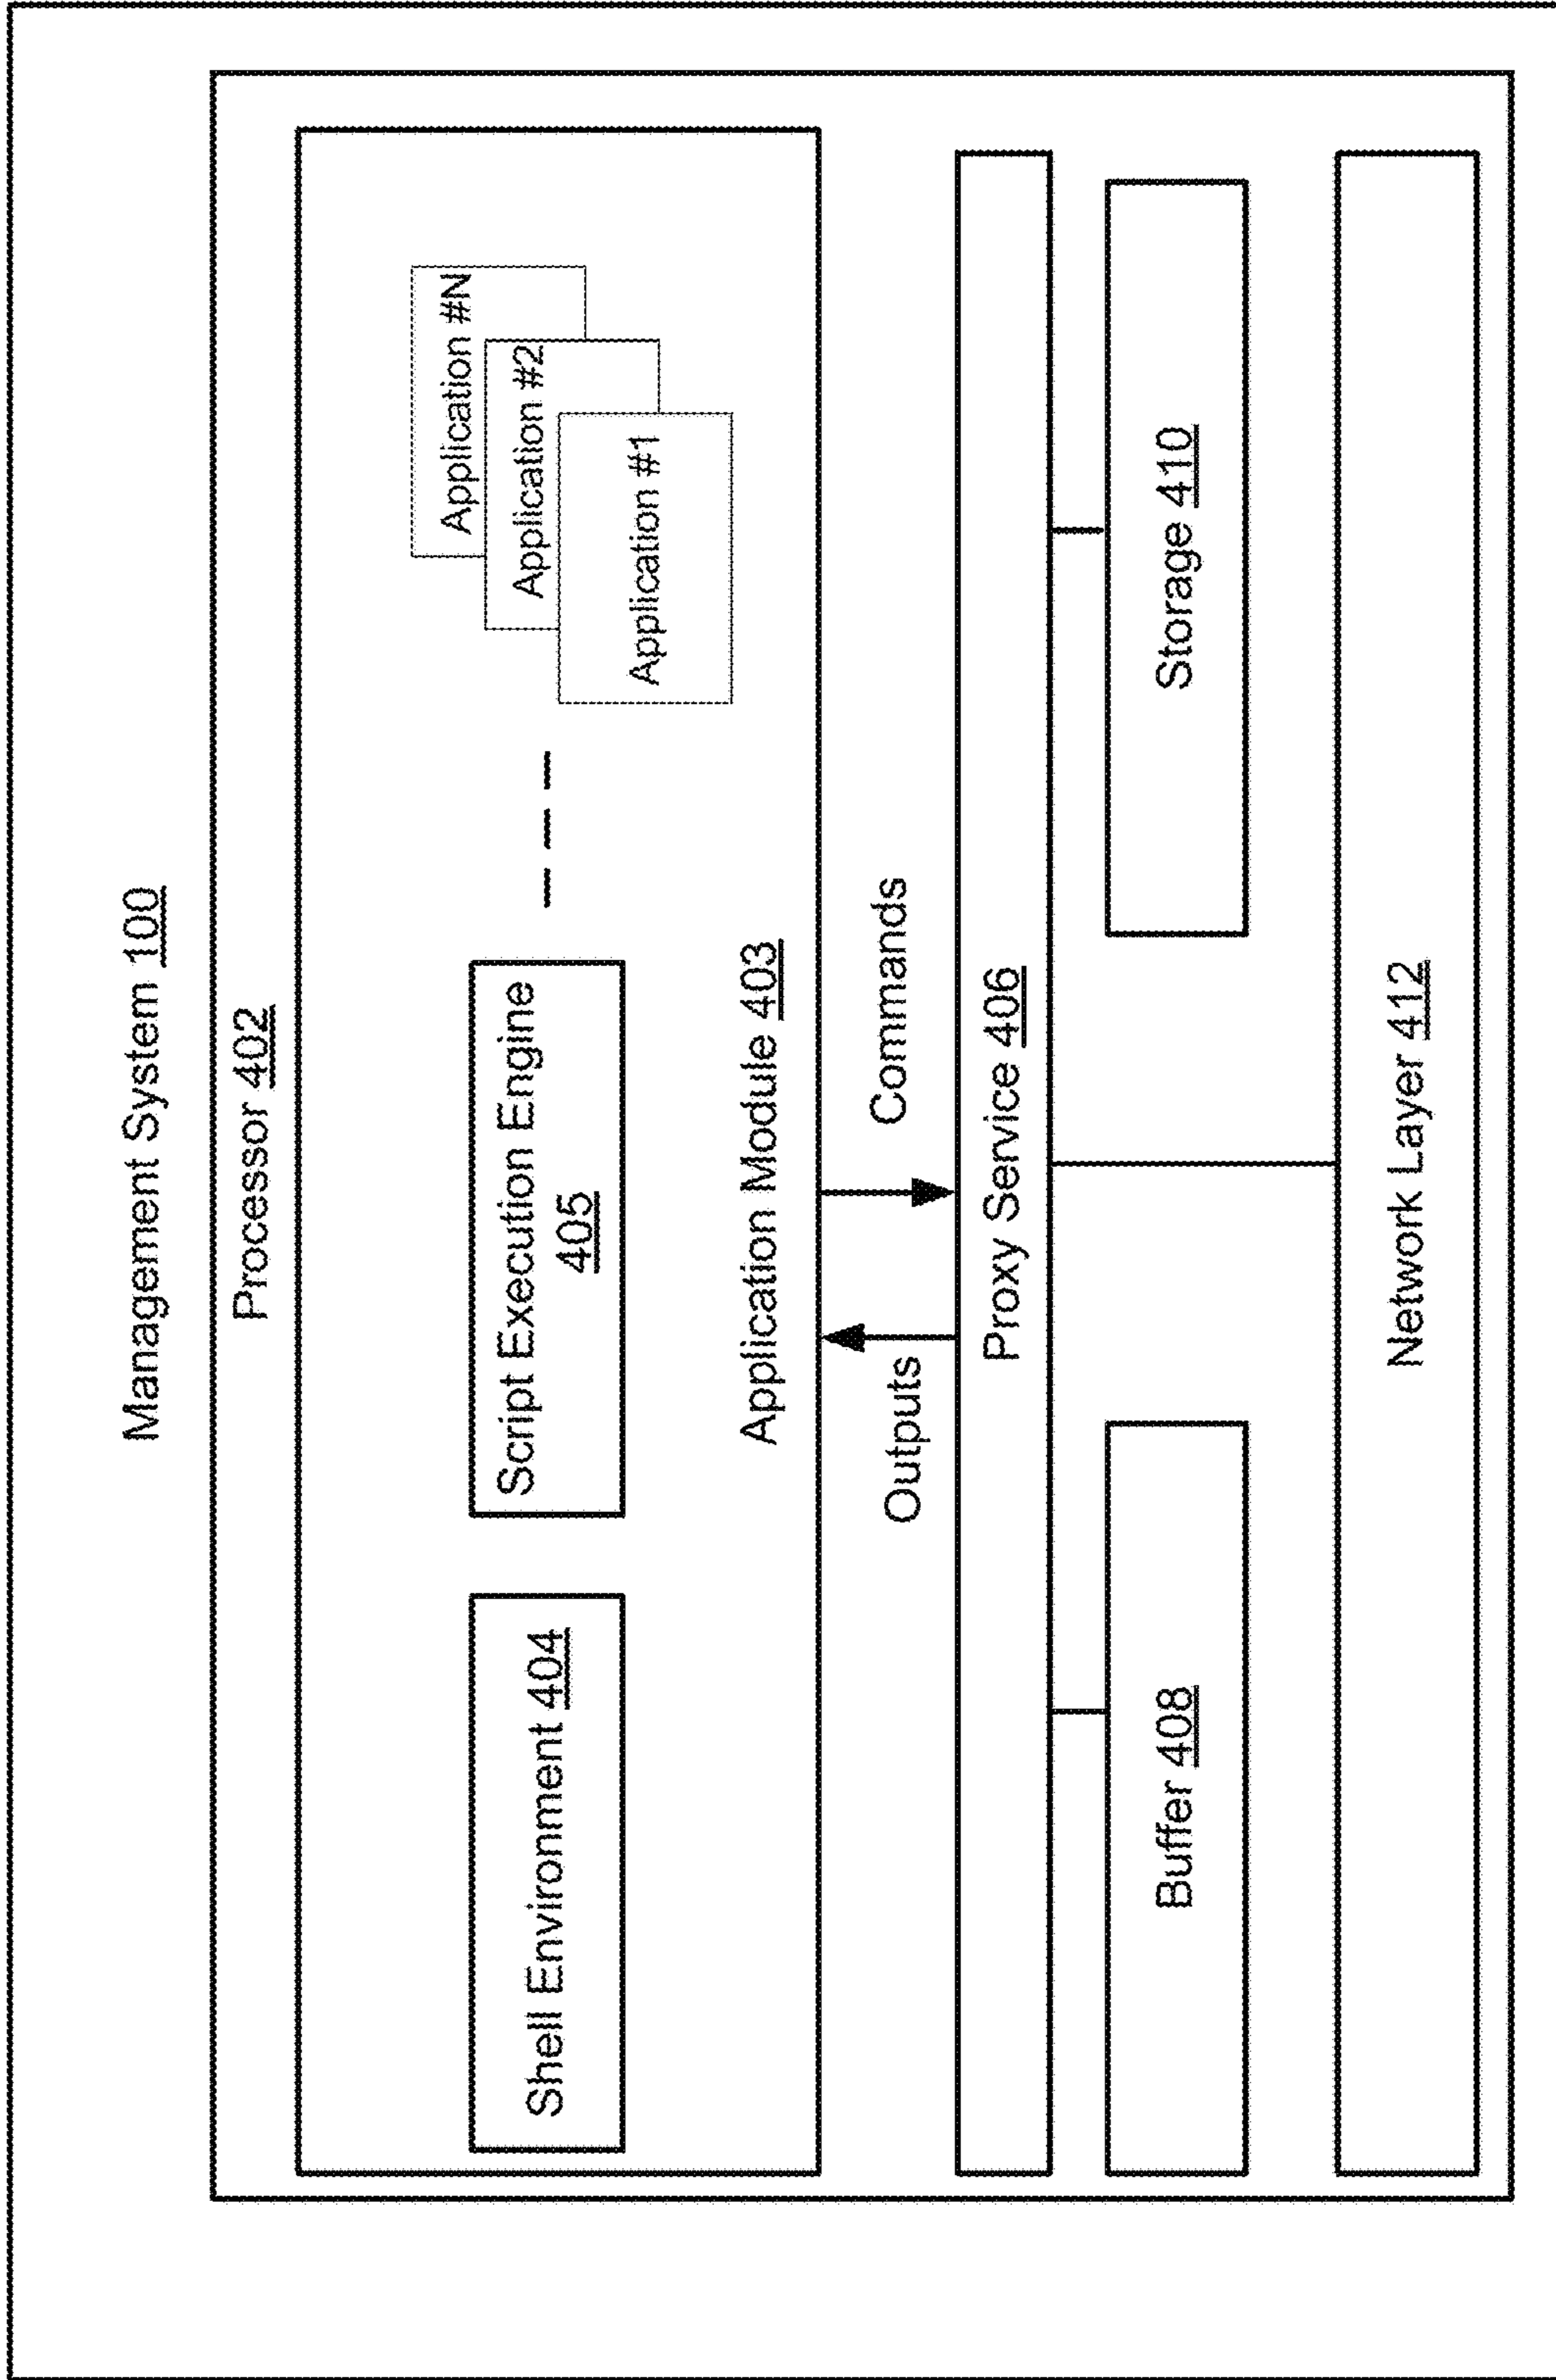 Management System 100
Processor 402
Shell Environment 404
Script Execution Engine
405
Application #N
Application #2
Application #1
Application Module 403
Outputs
Commands
Proxy Service 406
Buffer 408
Storage 410
Network Layer 412